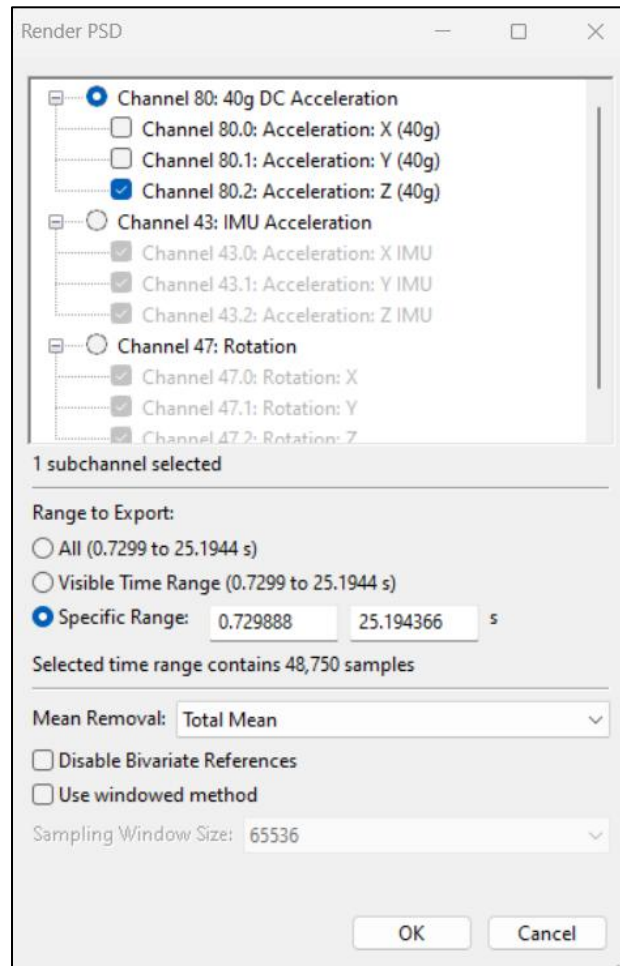 Render PSD
Channel 80: 40g DC Acceleration
Channel 80.0: Acceleration: X (40g)
Channel 80.1: Acceleration: Y (40g)
Channel 80.2: Acceleration: Z (40g)
Channel 43: IMU Acceleration
Channel 43.0: Acceleration: X IMU
Channel 43.1: Acceleration: Y IMU
Channel 43.2: Acceleration: Z IMU
Channel 47: Rotation
Channel 47.0: Rotation: X
Channel 47.1: Rotation: Y
Channel 47.2: Rotation: Z
1 subchannel selected
Range to Export:
All (0.7299 to 25.1944 s)
Visible Time Range (0.7299 to 25.1944 s)
Specific Range: 0.729888 25.194366 s
Selected time range contains 48,750 samples
Mean Removal: Total Mean
Disable Bivariate References
Use windowed method
Sampling Window Size: 65536
OK Cancel